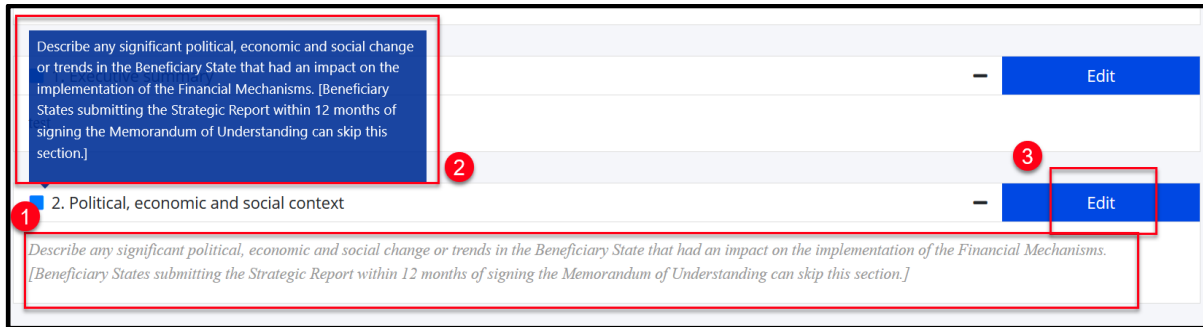 Describe any significant political, economic and social change
or trends in the Beneficiary State that had an impact on the
implementation of the Financial Mechanisms. [Beneficiary
States submitting the Strategic Report within 12 months of
signing the Memorandum of Understanding can skip this
section.]
1. Executive summary
Edit
test
2
3
1
2. Political, economic and social context
Edit
Describe any significant political, economic and social change or trends in the Beneficiary State that had an impact on the implementation of the Financial Mechanisms.
[Beneficiary States submitting the Strategic Report within 12 months of signing the Memorandum of Understanding can skip this section.]